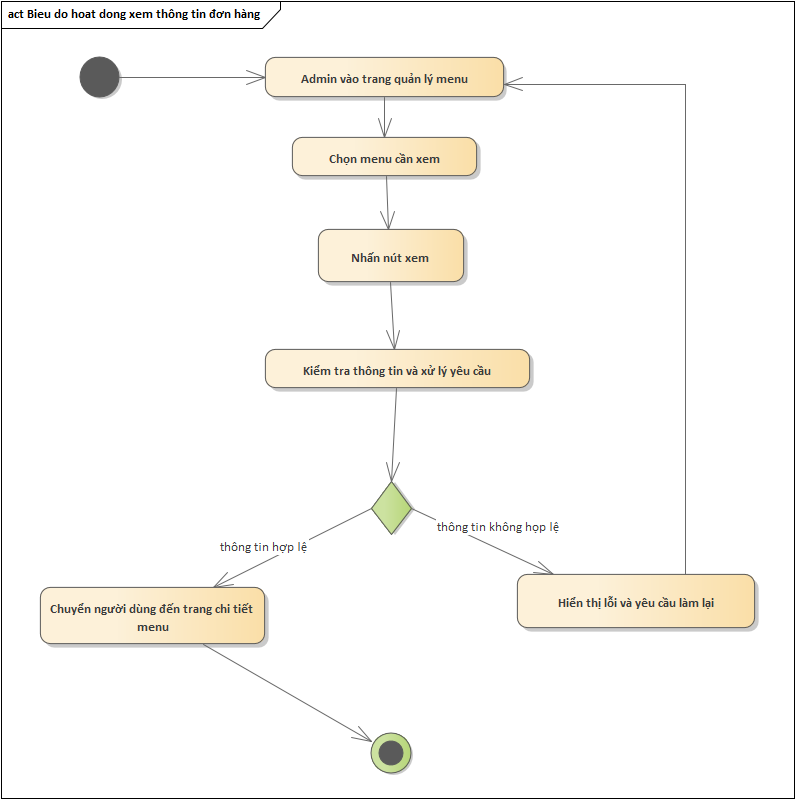 act Bieu do hoat dong xem thông tin đơn hàng
Admin vào trang quản lý menu
Chọn menu cần xem
Nhấn nút xem
Kiểm tra thông tin và xử lý yêu cầu
thông tin không họp lệ
thông tin hợp lệ
Hiển thị lỗi và yêu cầu làm lại
Chuyển người dùng đến trang chi tiết
menu